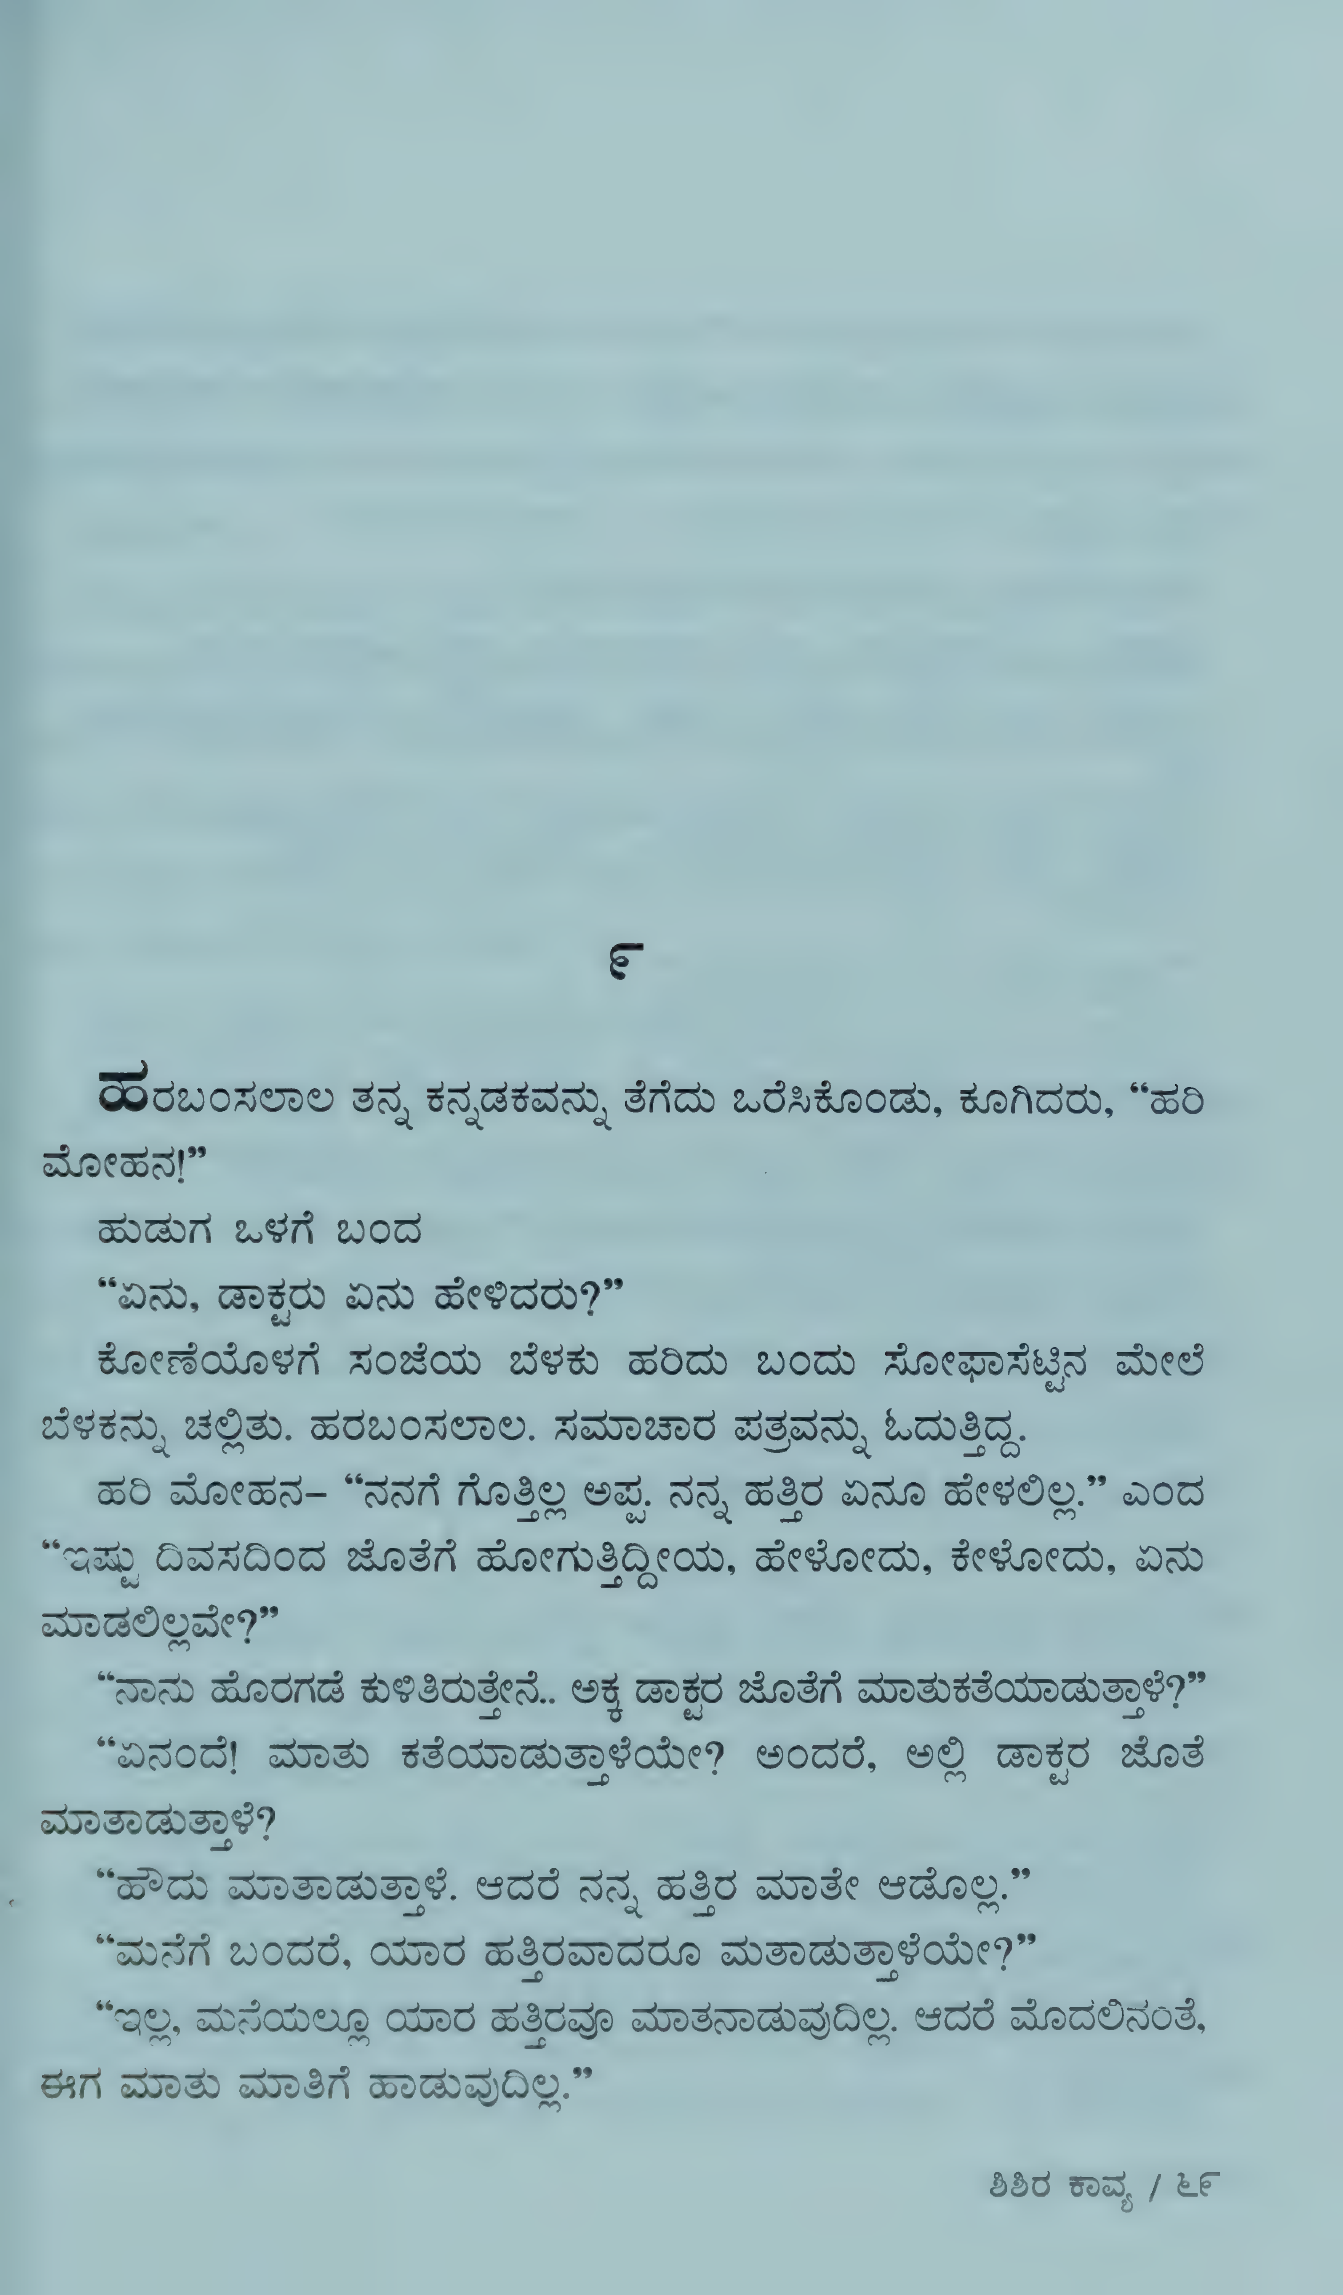 ೯
ಹರಬಂಸಲಾಲ ತನ್ನ ಕನ್ನಡಕವನ್ನು ತೆಗೆದು ಒರೆಸಿಕೊಂಡು, ಕೂಗಿದರು, “ಹರಿ
ಮೋಹನ!”
ಹುಡುಗ ಒಳಗೆ ಬಂದ
“ಏನು, ಡಾಕ್ಟರು ಏನು ಹೇಳಿದರು?”
ಕೋಣೆಯೊಳಗೆ ಸಂಜೆಯ ಬೆಳಕು ಹರಿದು ಬಂದು ಸೋಫಾಸೆಟ್ಟಿನ ಮೇಲೆ
ಬೆಳಕನ್ನು ಚಲ್ಲಿತು. ಹರಬಂಸಲಾಲ. ಸಮಾಚಾರ ಪತ್ರವನ್ನು ಓದುತ್ತಿದ್ದ.
ಹರಿ ಮೋಹನ– “ನನಗೆ ಗೊತ್ತಿಲ್ಲ ಅಪ್ಪ. ನನ್ನ ಹತ್ತಿರ ಏನೂ ಹೇಳಲಿಲ್ಲ.” ಎಂದ
“ಇಷ್ಟು ದಿವಸದಿಂದ ಜೊತೆಗೆ ಹೋಗುತ್ತಿದ್ದೀಯ, ಹೇಳೋದು, ಕೇಳೋದು, ಏನು
ಮಾಡಲಿಲ್ಲವೇ?”
“ನಾನು ಹೊರಗಡೆ ಕುಳಿತಿರುತ್ತೇನೆ.. ಅಕ್ಕ ಡಾಕ್ಟರ ಜೊತೆಗೆ ಮಾತುಕತೆಯಾಡುತ್ತಾಳೆ?”
“ಏನಂದೆ! ಮಾತು ಕತೆಯಾಡುತ್ತಾಳೆಯೇ? ಅಂದರೆ, ಅಲ್ಲಿ ಡಾಕ್ಟರ ಜೊತೆ
ಮಾತಾಡುತ್ತಾಳೆ?
“ಹೌದು ಮಾತಾಡುತ್ತಾಳೆ. ಆದರೆ ನನ್ನ ಹತ್ತಿರ ಮಾತೇ ಆಡೊಲ್ಲ.”
“ಮನೆಗೆ ಬಂದರೆ, ಯಾರ ಹತ್ತಿರವಾದರೂ ಮತಾಡುತ್ತಾಳೆಯೇ?”
“ಇಲ್ಲ, ಮನೆಯಲ್ಲೂ ಯಾರ ಹತ್ತಿರವೂ ಮಾತನಾಡುವುದಿಲ್ಲ. ಆದರೆ ಮೊದಲಿನಂತೆ,
ಈಗ ಮಾತು ಮಾತಿಗೆ ಹಾಡುವುದಿಲ್ಲ.”
ಶಿಶಿರ ಕಾವ್ಯ / ೬೯